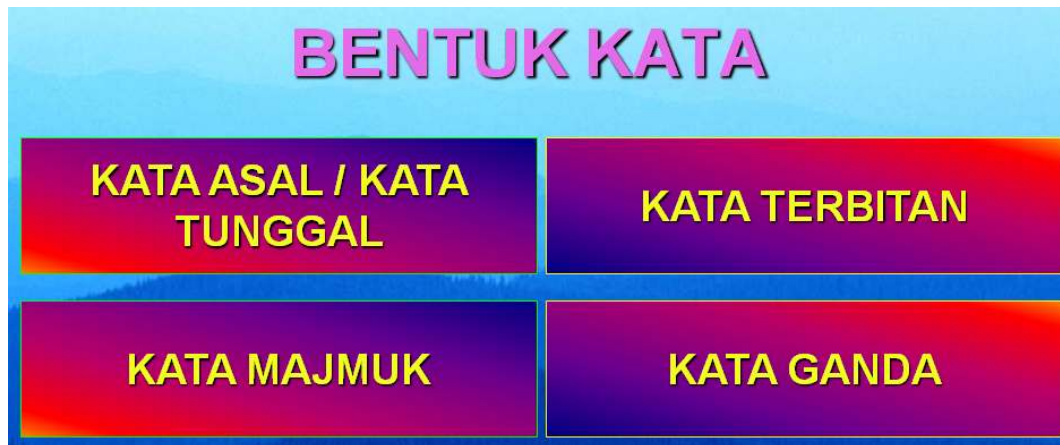 BENTUK KATA
KATA ASAL / KATA
TUNGGAL
KATA TERBITAN
KATA MAJMUK
KATA GANDA